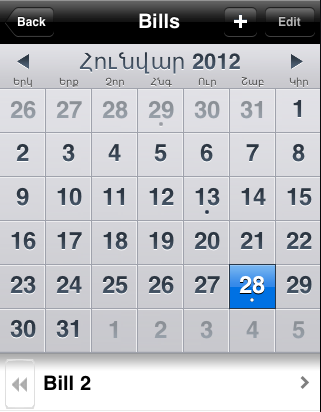 Back Bills + Edit
Հունվար 2012
Երկ Երք Չոր Հնգ Ուր Շաբ Կիր
26 27 28 29 30 31 1
2 3 4 5 6 7 8
9 10 11 12 13 14 15
16 17 18 19 20 21 22
23 24 25 26 27 28 29
30 31 1 2 3 4 5
Bill 2